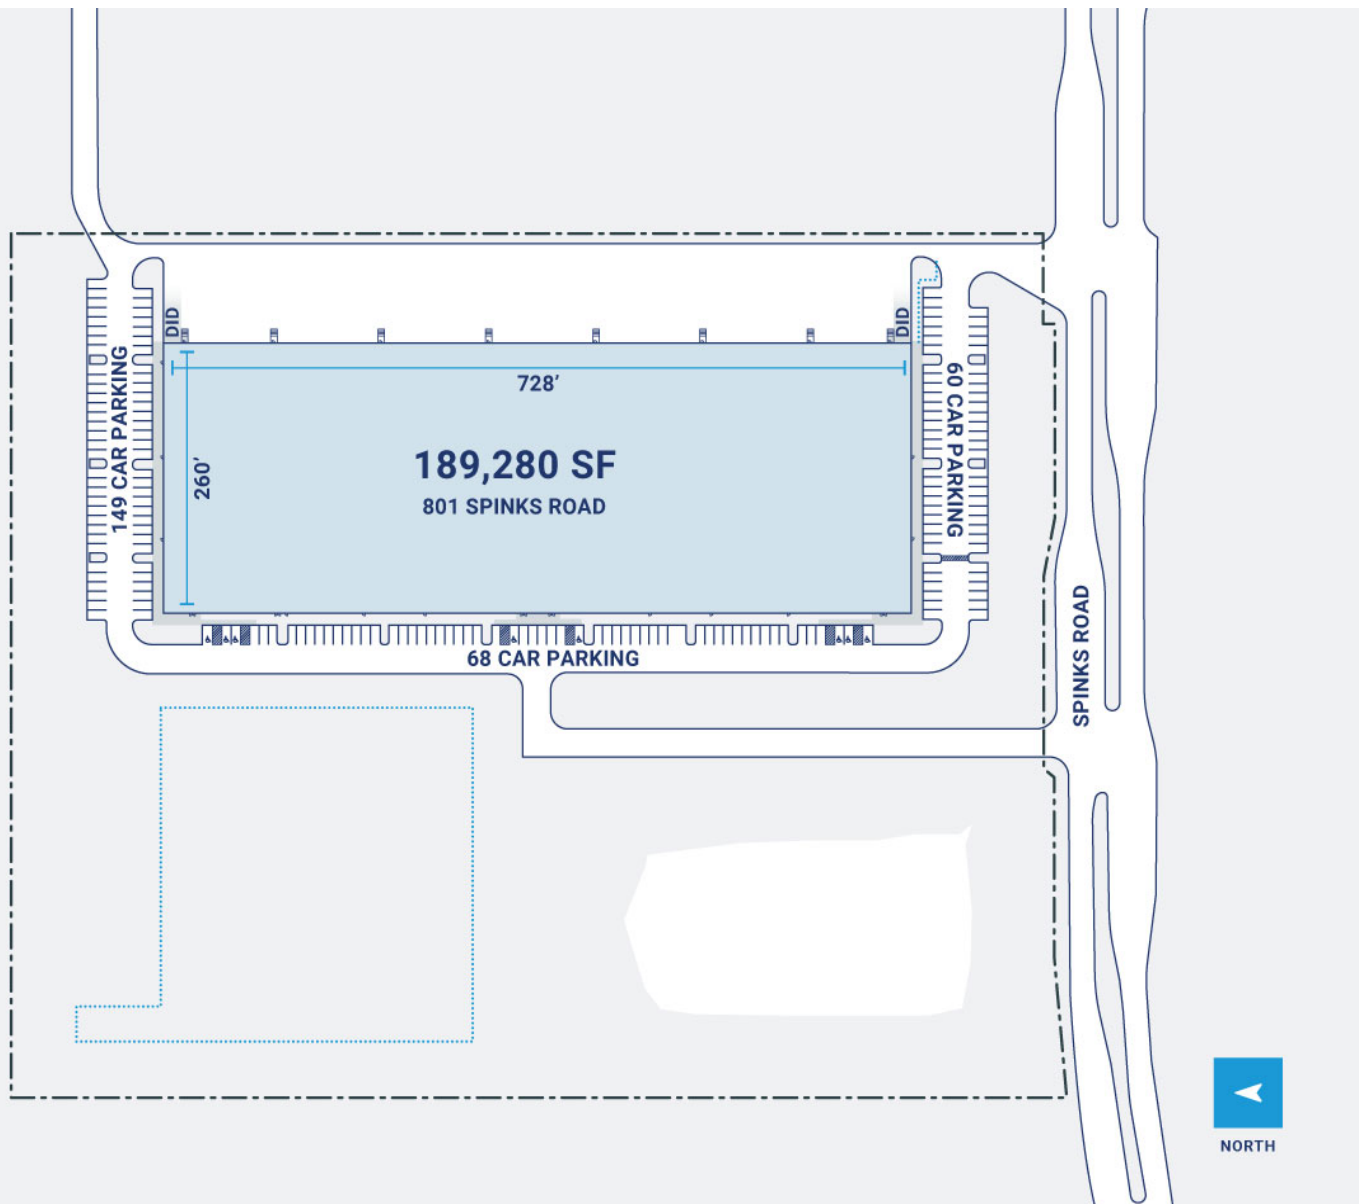 DID
DID
728’
149 CAR PARKING
260’
189,280 SF
801 SPINKS ROAD
60 CAR PARKING
68 CAR PARKING
SPINKS ROAD
NORTH